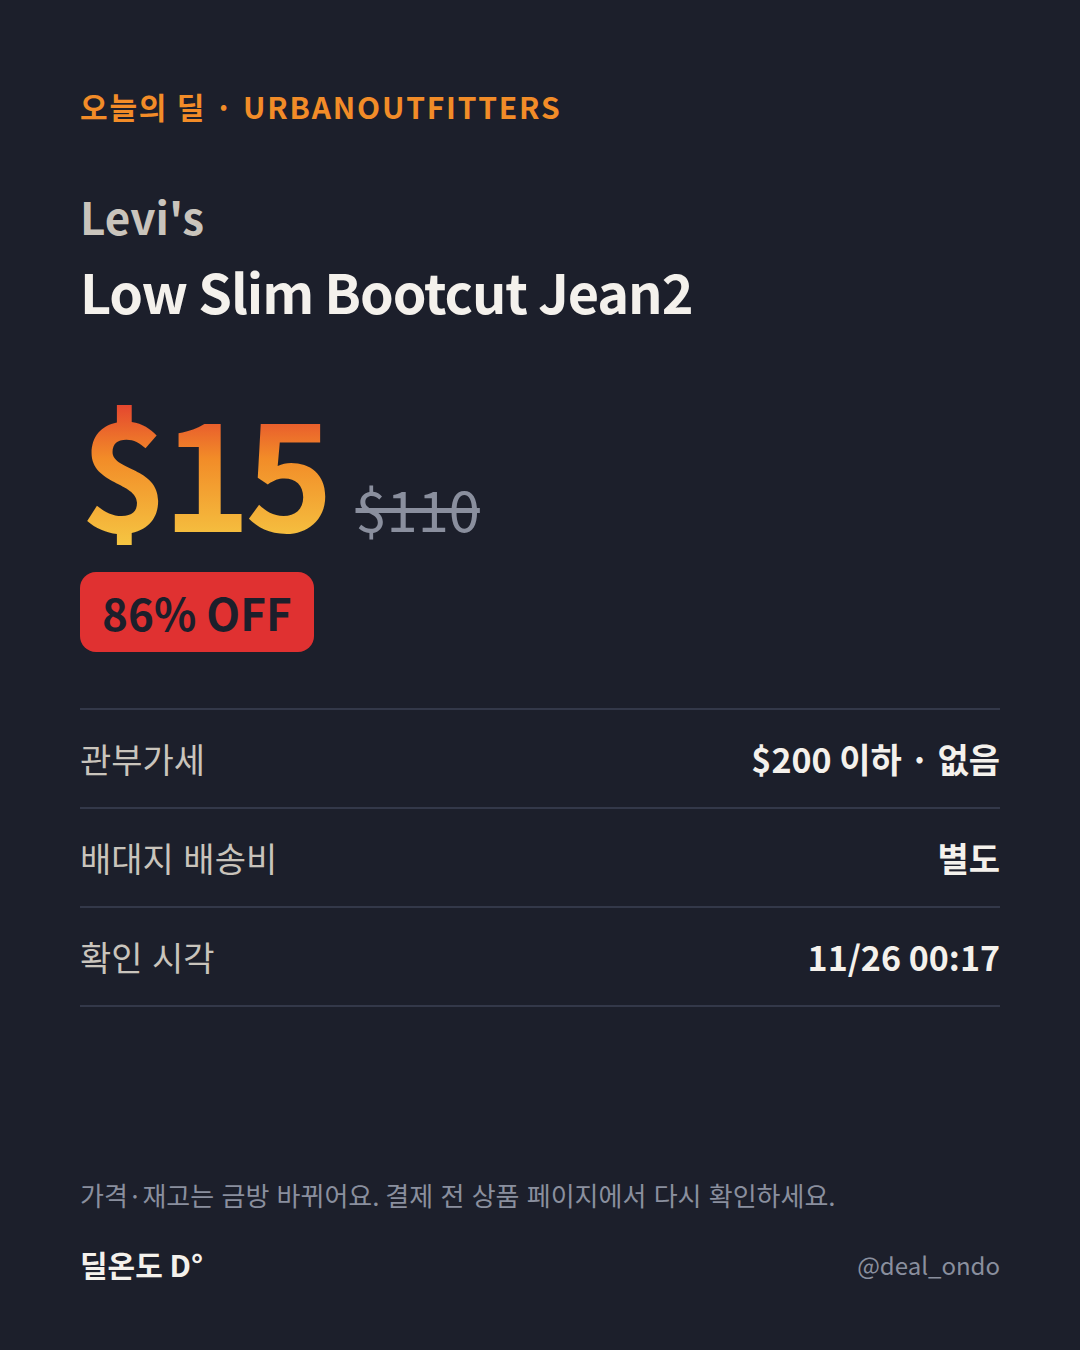 오늘의 딜 · URBANOUTFITTERS
Levi's
Low Slim Bootcut Jean2
$15 $110
86% OFF
관부가세 $200 이하 · 없음
배대지 배송비 별도
확인 시각 11/26 00:17
가격·재고는 금방 바뀌어요. 결제 전 상품 페이지에서 다시 확인하세요.
딜온도 D° @deal_ondo